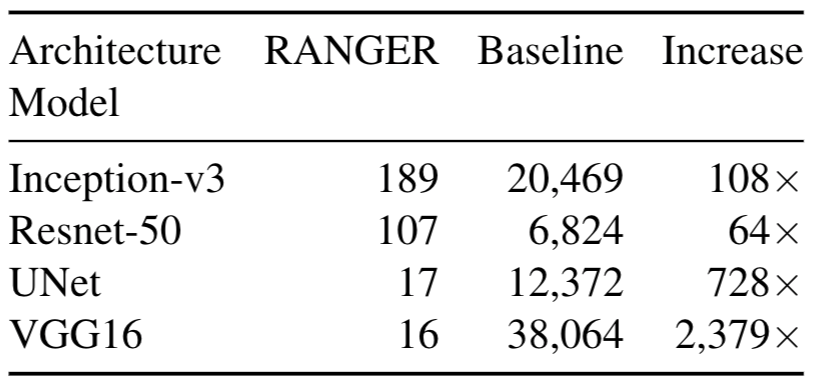 Architecture Model RANGER Baseline Increase
Inception-v3 189 20,469 108×
Resnet-50 107 6,824 64×
UNet 17 12,372 728×
VGG16 16 38,064 2,379×